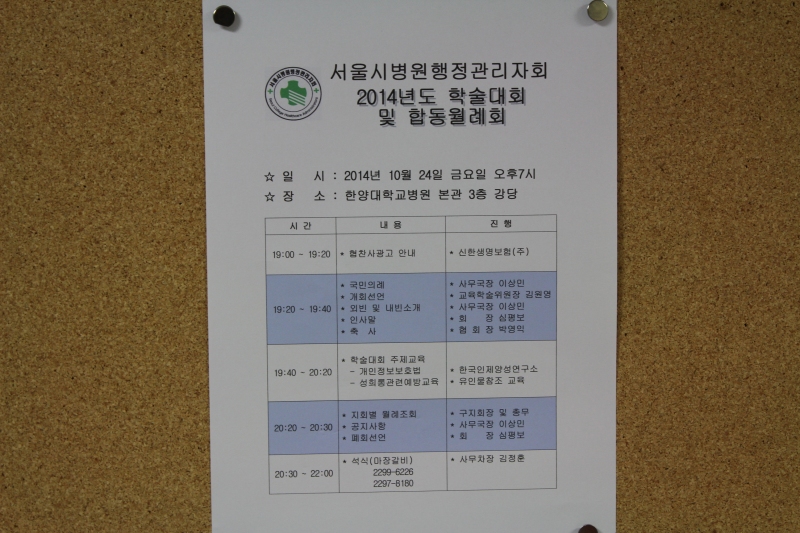 서울시병원행정관리자회
2014년도 학술대회
및 합동월례회
☆ 일 시 : 2014년 10월 24일 금요일 오후7시
☆ 장 소 : 한양대학교병원 본관 3층 강당
시 간 내 용 진 행
19:00 ~ 19:20 * 협찬사광고 안내 * 신한생명보험(주)
19:20 ~ 19:40
* 국민의례 * 사무국장 이상민
* 개회선언 * 교육학술위원장 김원영
* 외빈 및 내빈소개 * 사무국장 이상민
* 인사말 * 회 장 심평보
* 축 사 * 협 회 장 박영익
19:40 ~ 20:20
* 학술대회 주제교육
- 개인정보보호법 * 한국인제양성연구소
- 성희롱관련예방교육 * 유인물참조 교육
20:20 ~ 20:30
* 지회별 월례조회 * 구지회장 및 총무
* 공지사항 * 사무국장 이상민
* 폐회선언 * 회 장 심평보
20:30 ~ 22:00
* 석식(마장갈비) * 사무차장 김정훈
2299-6226
2297-8180